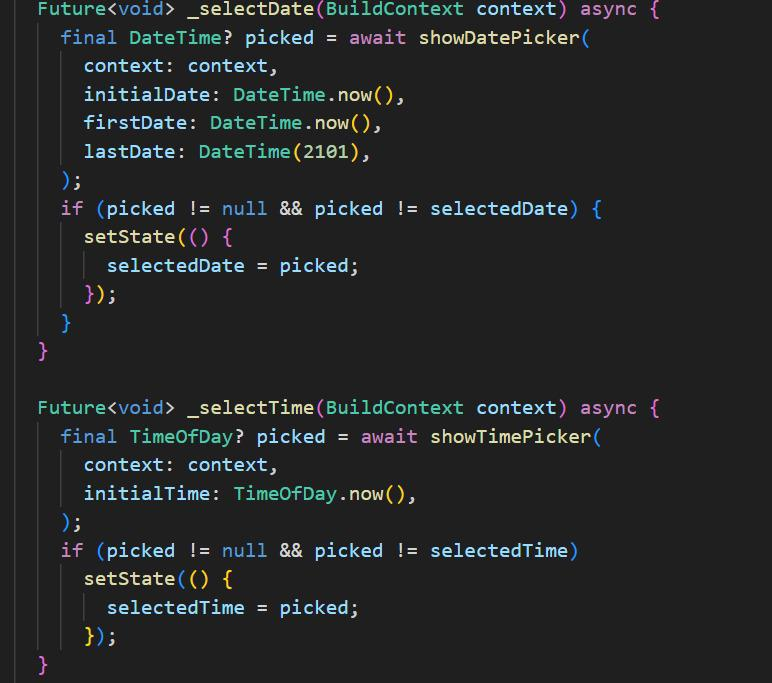 Future<void> _selectDate(BuildContext context) async {
  final DateTime? picked = await showDatePicker(
    context: context,
    initialDate: DateTime.now(),
    firstDate: DateTime.now(),
    lastDate: DateTime(2101),
  );
  if (picked != null && picked != selectedDate) {
    setState(() {
      selectedDate = picked;
    });
  }
}

Future<void> _selectTime(BuildContext context) async {
  final TimeOfDay? picked = await showTimePicker(
    context: context,
    initialTime: TimeOfDay.now(),
  );
  if (picked != null && picked != selectedTime)
    setState(() {
      selectedTime = picked;
    });
}